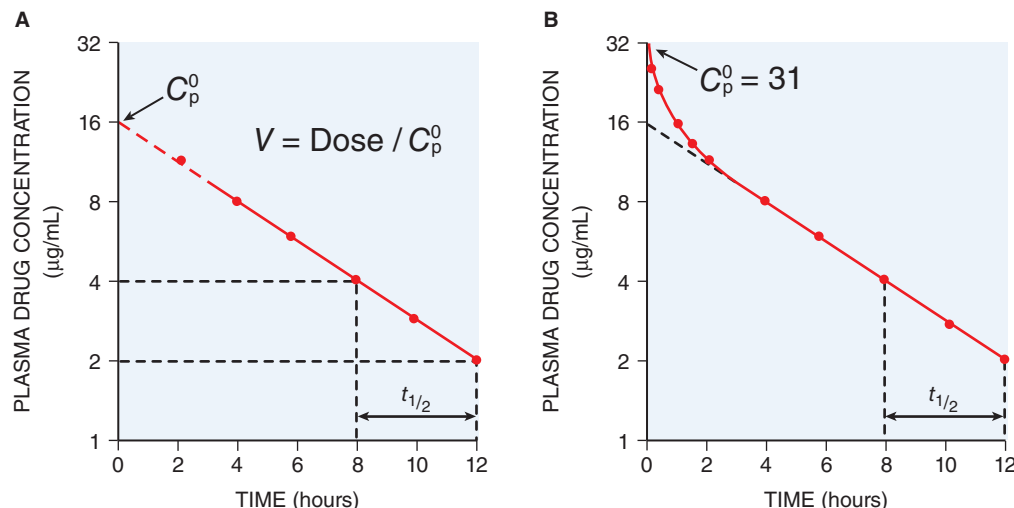 A
PLASMA DRUG CONCENTRATION
(µg/mL)
32
16
8
4
2
1
C⁰ₚ
V = Dose / C⁰ₚ
t1/2
0 2 4 6 8 10 12
TIME (hours)
B
PLASMA DRUG CONCENTRATION
(µg/mL)
32
16
8
4
2
1
C⁰ₚ = 31
t1/2
0 2 4 6 8 10 12
TIME (hours)